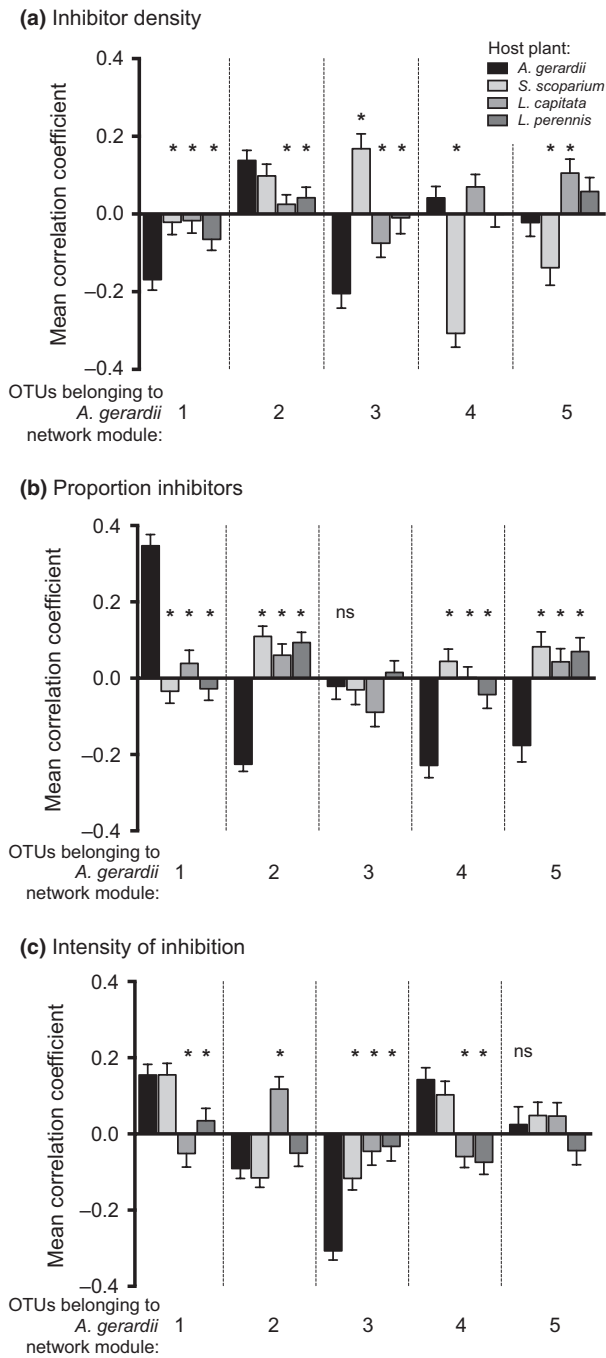 (a) Inhibitor density
Host plant:
A. gerardii
S. scoparium
L. capitata
L. perennis
Mean correlation coefficient
0.4
0.2
0.0
–0.2
–0.4
* * *
* *
* * *
*
* *
OTUs belonging to
A. gerardii
network module:
1 2 3 4 5
(b) Proportion inhibitors
Mean correlation coefficient
0.4
0.2
0.0
–0.2
–0.4
* * *
* * *
ns
* * *
* * *
OTUs belonging to
A. gerardii
network module:
1 2 3 4 5
(c) Intensity of inhibition
Mean correlation coefficient
0.4
0.2
0.0
–0.2
–0.4
* *
*
* * *
* *
ns
OTUs belonging to
A. gerardii
network module:
1 2 3 4 5